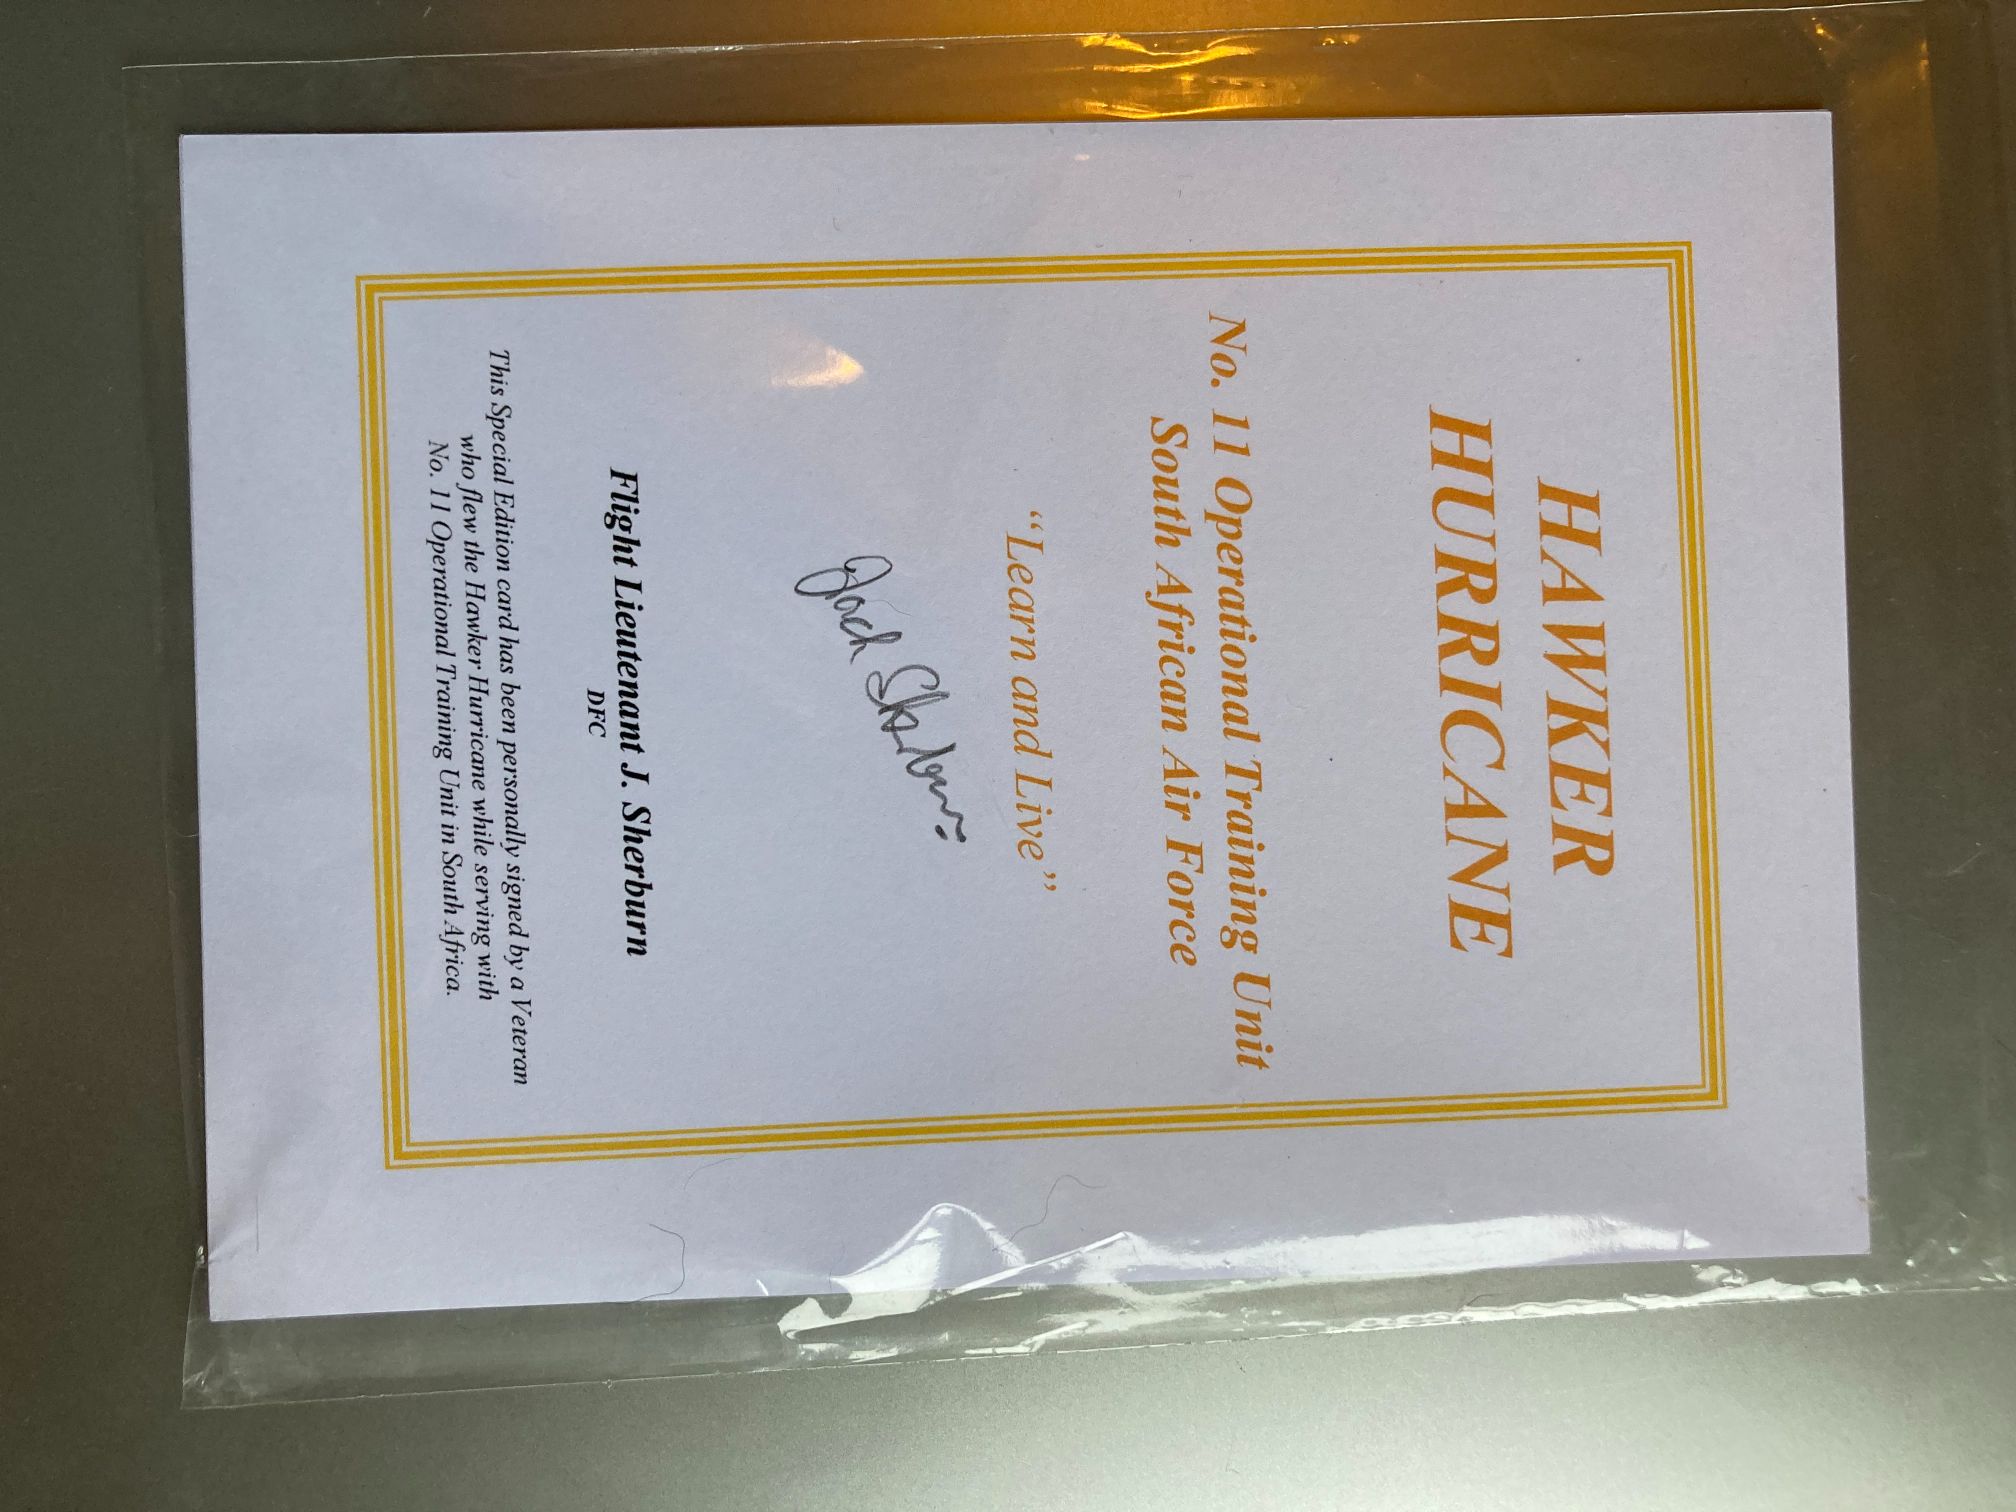 HAWKER
HURRICANE
No. 11 Operational Training Unit
South African Air Force
“Learn and Live”
Jack Sherburn.
Flight Lieutenant J. Sherburn
DFC
This Special Edition card has been personally signed by a Veteran
who flew the Hawker Hurricane while serving with
No. 11 Operational Training Unit in South Africa.